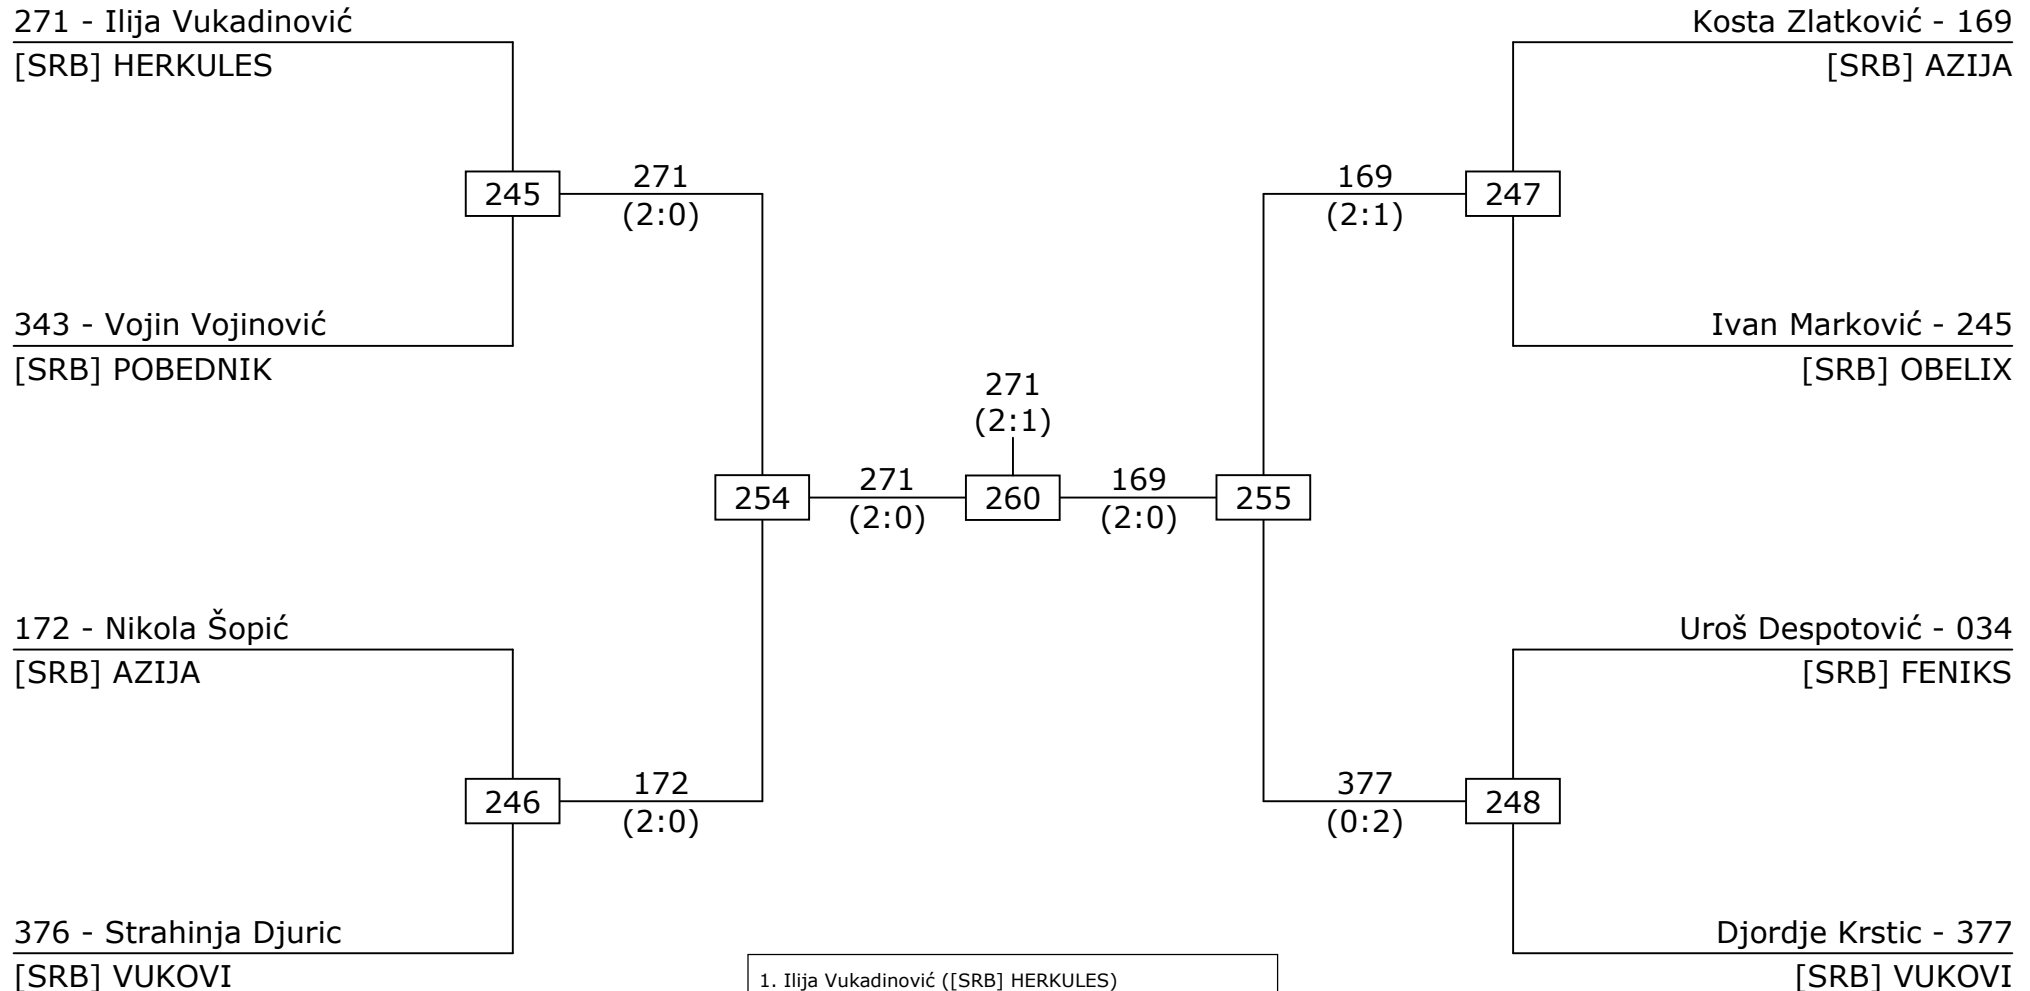 271 - Ilija Vukadinović
[SRB] HERKULES
Kosta Zlatković - 169
[SRB] AZIJA
245
271
(2:0)
169
(2:1)
247
343 - Vojin Vojinović
[SRB] POBEDNIK
Ivan Marković - 245
[SRB] OBELIX
271
(2:1)
254
271
(2:0)
260
169
(2:0)
255
172 - Nikola Šopić
[SRB] AZIJA
Uroš Despotović - 034
[SRB] FENIKS
246
172
(2:0)
377
(0:2)
248
376 - Strahinja Djuric
[SRB] VUKOVI
Djordje Krstic - 377
[SRB] VUKOVI
1. Ilija Vukadinović ([SRB] HERKULES)